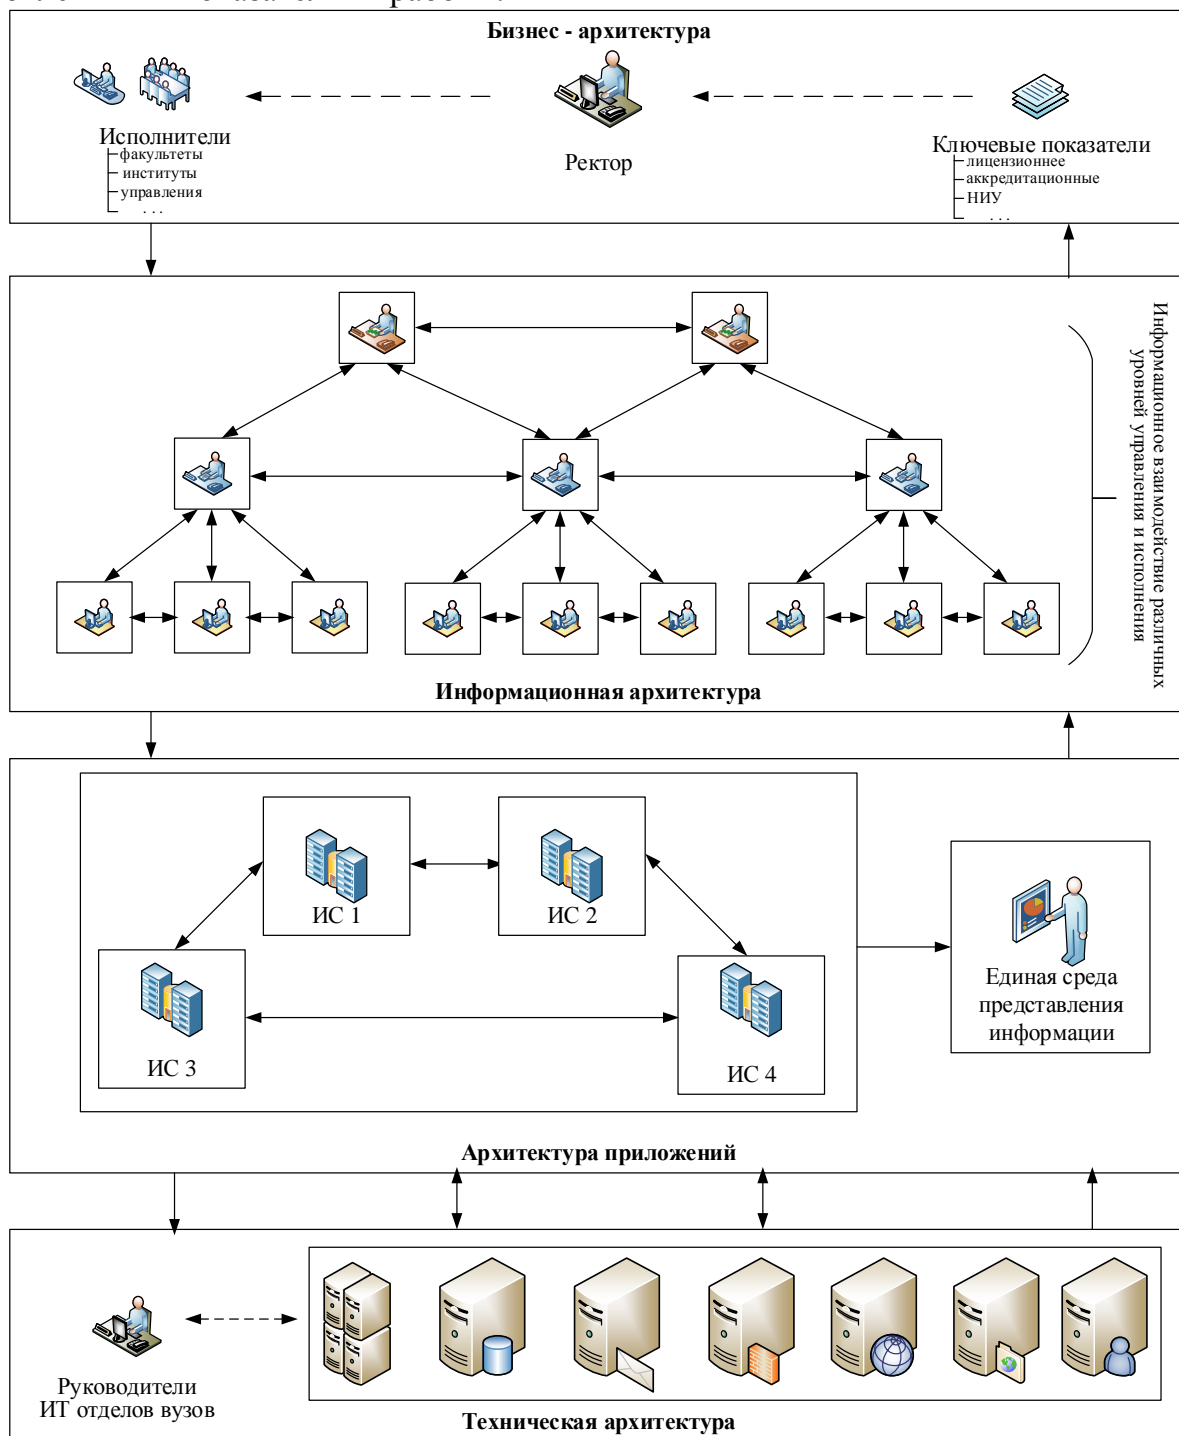 Бизнес - архитектура
Исполнители
факультеты
институты
управления
. . .
Ректор
Ключевые показатели
лицензионнее
аккредитационные
НИУ
. . .
Информационное взаимодействие различных
уровней управления и исполнения
Информационная архитектура
ИС 1
ИС 2
ИС 3
ИС 4
Единая среда
представления
информации
Архитектура приложений
Руководители
ИТ отделов вузов
Техническая архитектура